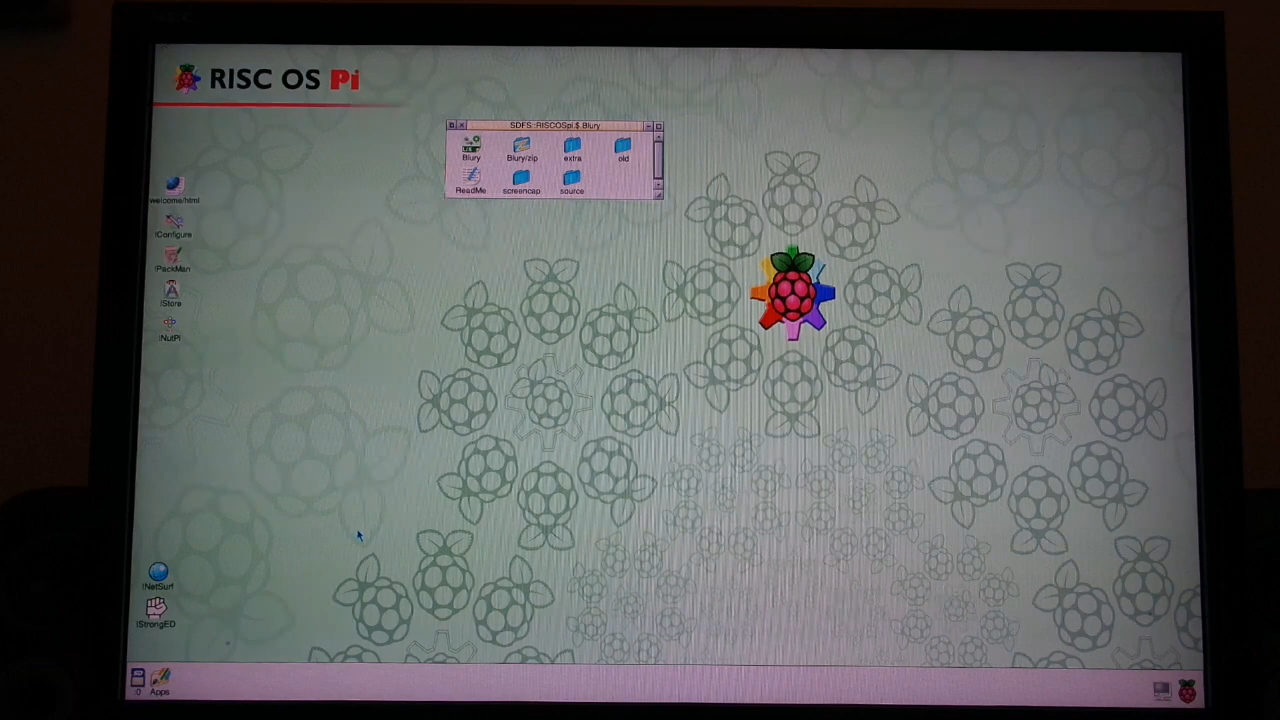 RISC OS Pi
SDFS::RISCOSpi.$.Blury
Blury
Blury/zip
extra
old
ReadMe
screencap
source
welcome/html
!Configure
!PackMan
!Store
!NutPi
!NetSurf
!StrongED
:0
Apps